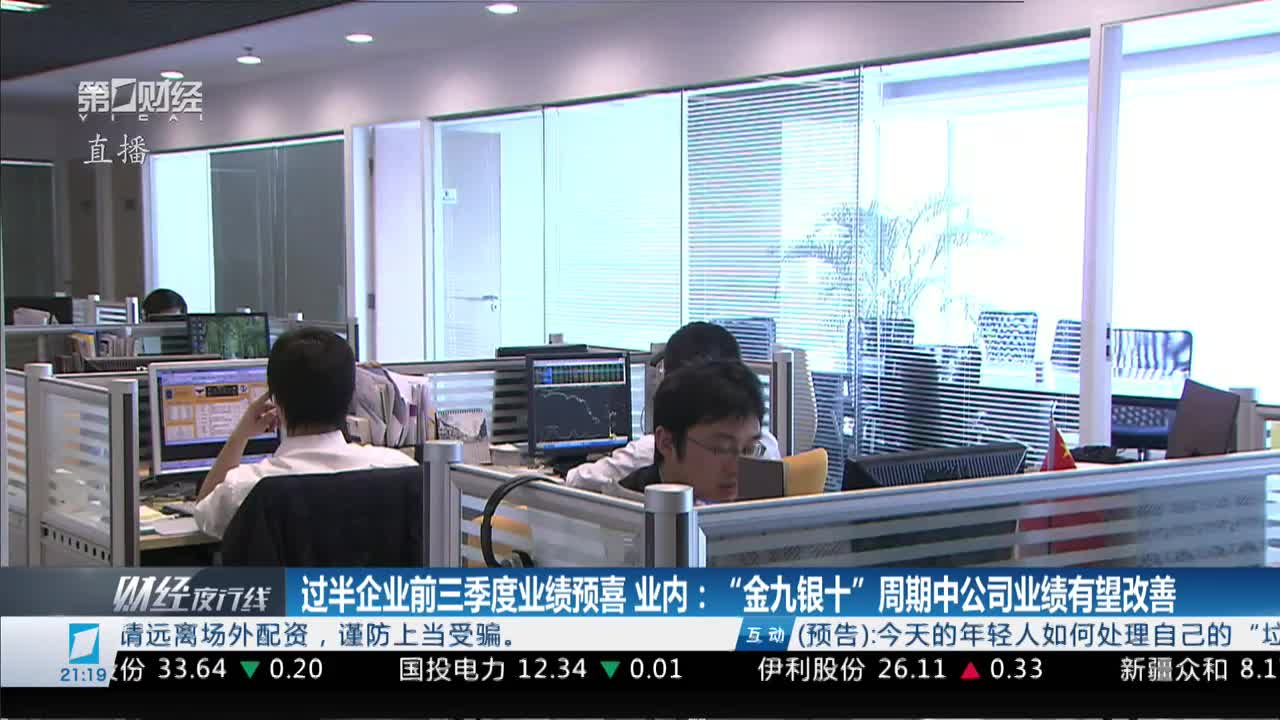 第一财经
YICAI
直播
财经夜行线
过半企业前三季度业绩预喜 业内：“金九银十”周期中公司业绩有望改善
请远离场外配资，谨防上当受骗。
互动 (预告):今天的年轻人如何处理自己的“垃
21:19
份 33.64 ▼ 0.20 国投电力 12.34 ▼ 0.01 伊利股份 26.11 ▲ 0.33 新疆众和 8.1